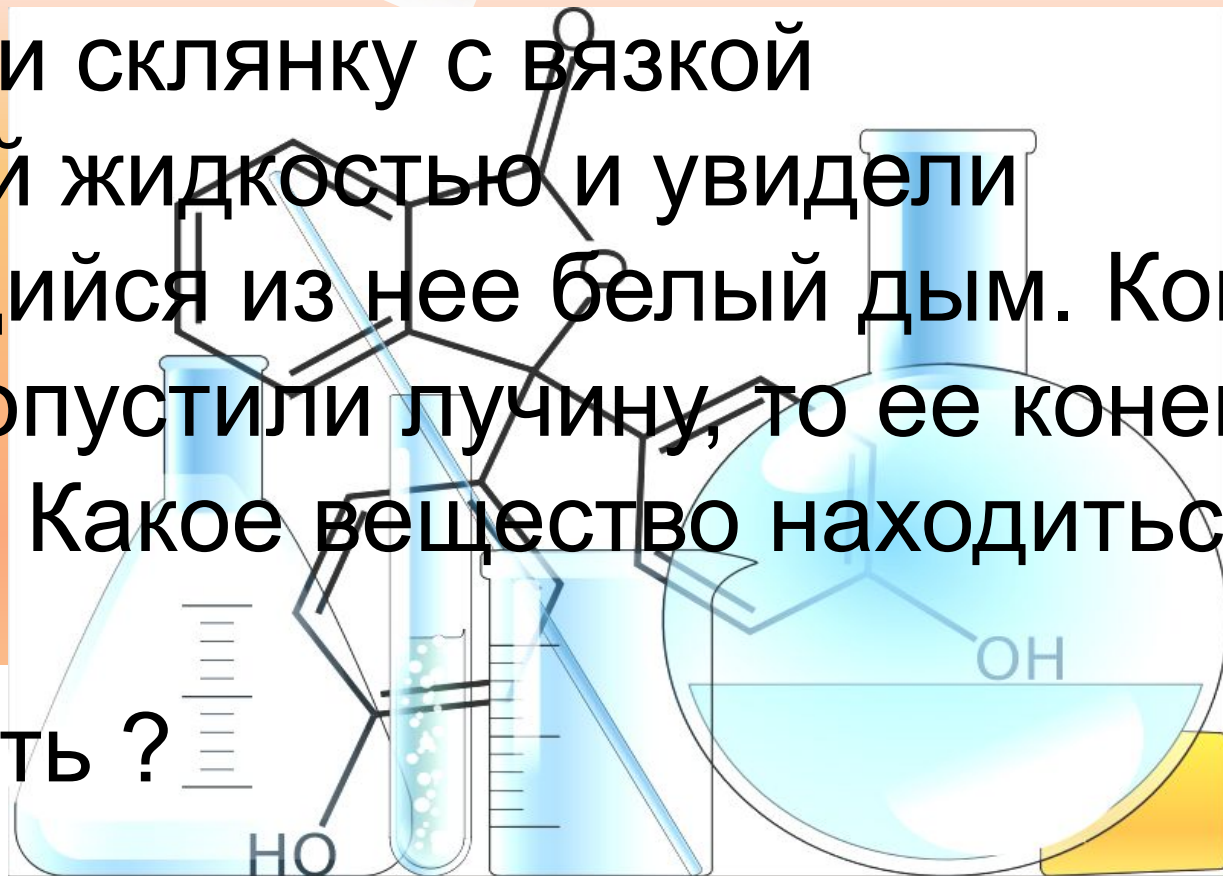 и склянку с вязкой
й жидкостью и увидели
ийся из нее белый дым. Ко
опустили лучину, то ее коне
Какое вещество находитьс
ть ?
O
O
OH
HO